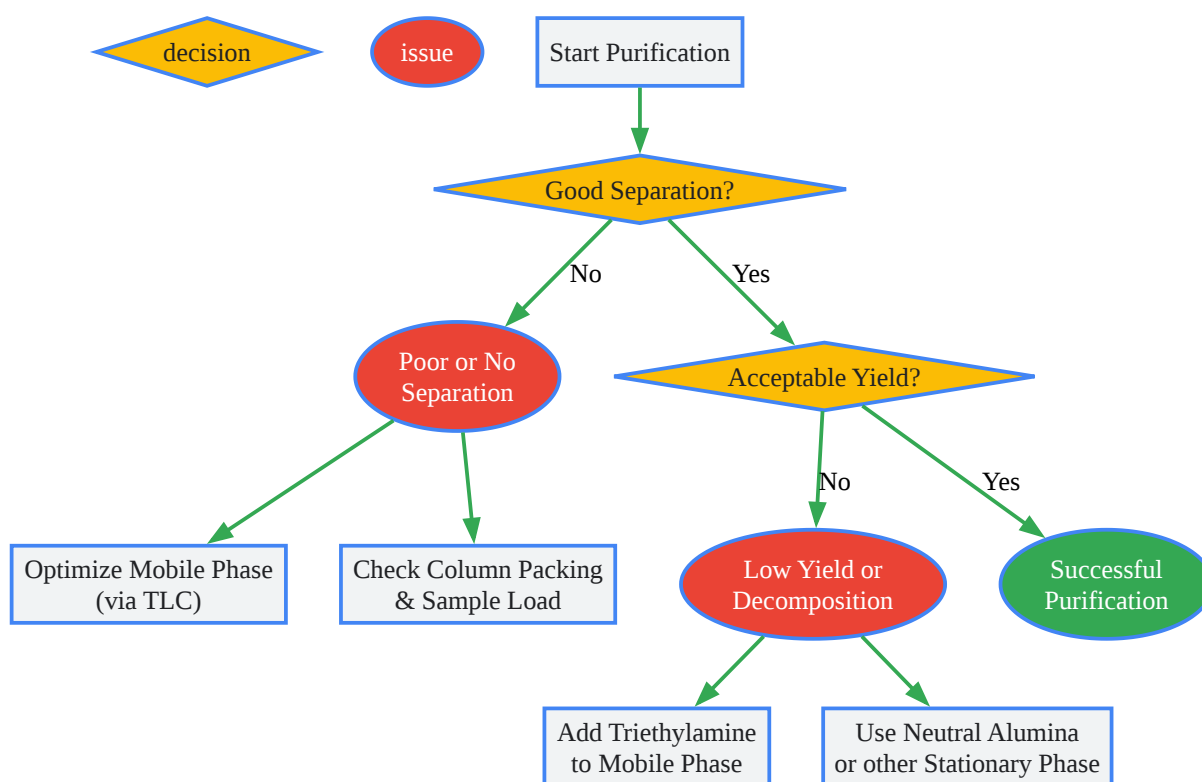 decision
issue
Start Purification
Good Separation?
No
Yes
Poor or No
Separation
Acceptable Yield?
No
Yes
Optimize Mobile Phase
(via TLC)
Check Column Packing
& Sample Load
Low Yield or
Decomposition
Successful
Purification
Add Triethylamine
to Mobile Phase
Use Neutral Alumina
or other Stationary Phase